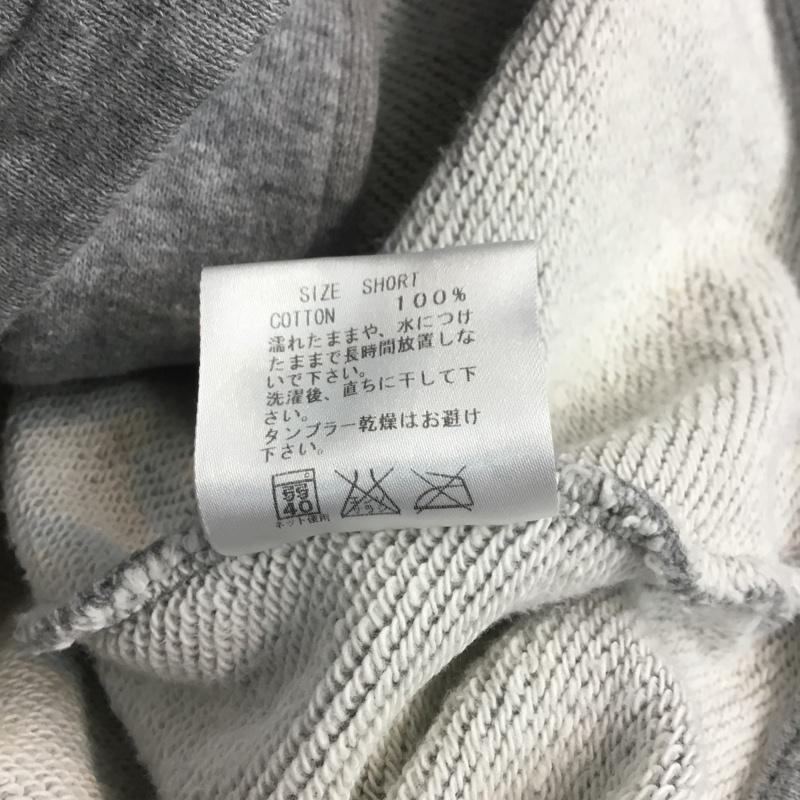 SIZE SHORT
COTTON 100%
濡れたままや、水につけ
たままで長時間放置しな
いで下さい。
洗濯後、直ちに干して下
さい。
タンブラー乾燥はお避け
下さい。
弱
40
ネット使用